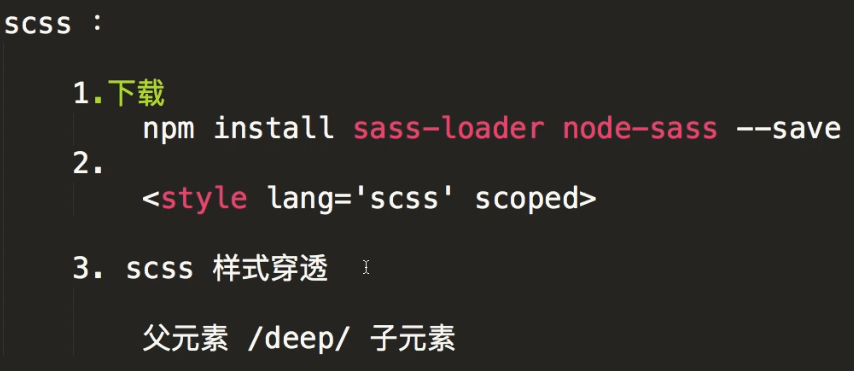 scss :
1.下载
npm install sass-loader node-sass --save
2.
<style lang='scss' scoped>
3. scss 样式穿透
父元素 /deep/ 子元素